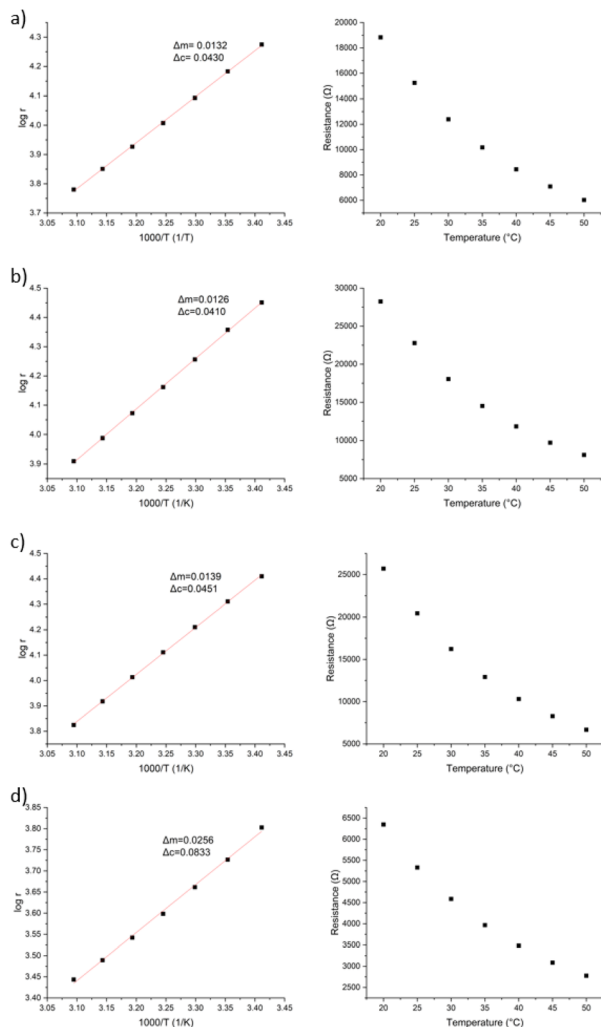 a)
Δm= 0.0132
Δc= 0.0430
log r
4.3
4.2
4.1
4.0
3.9
3.8
3.7
3.05 3.10 3.15 3.20 3.25 3.30 3.35 3.40 3.45
1000/T (1/T)
Resistance (Ω)
20000
18000
16000
14000
12000
10000
8000
6000
20 25 30 35 40 45 50
Temperature (°C)
b)
Δm=0.0126
Δc=0.0410
log r
4.5
4.4
4.3
4.2
4.1
4.0
3.9
3.05 3.10 3.15 3.20 3.25 3.30 3.35 3.40 3.45
1000/T (1/K)
Resistance (Ω)
30000
25000
20000
15000
10000
5000
20 25 30 35 40 45 50
Temperature (°C)
c)
Δm=0.0139
Δc=0.0451
log r
4.5
4.4
4.3
4.2
4.1
4.0
3.9
3.8
3.05 3.10 3.15 3.20 3.25 3.30 3.35 3.40 3.45
1000/T (1/K)
Resistance (Ω)
25000
20000
15000
10000
5000
20 25 30 35 40 45 50
Temperature (°C)
d)
Δm=0.0256
Δc=0.0833
log r
3.85
3.80
3.75
3.70
3.65
3.60
3.55
3.50
3.45
3.40
3.05 3.10 3.15 3.20 3.25 3.30 3.35 3.40 3.45
1000/T (1/K)
Resistance (Ω)
6500
6000
5500
5000
4500
4000
3500
3000
2500
20 25 30 35 40 45 50
Temperature (°C)